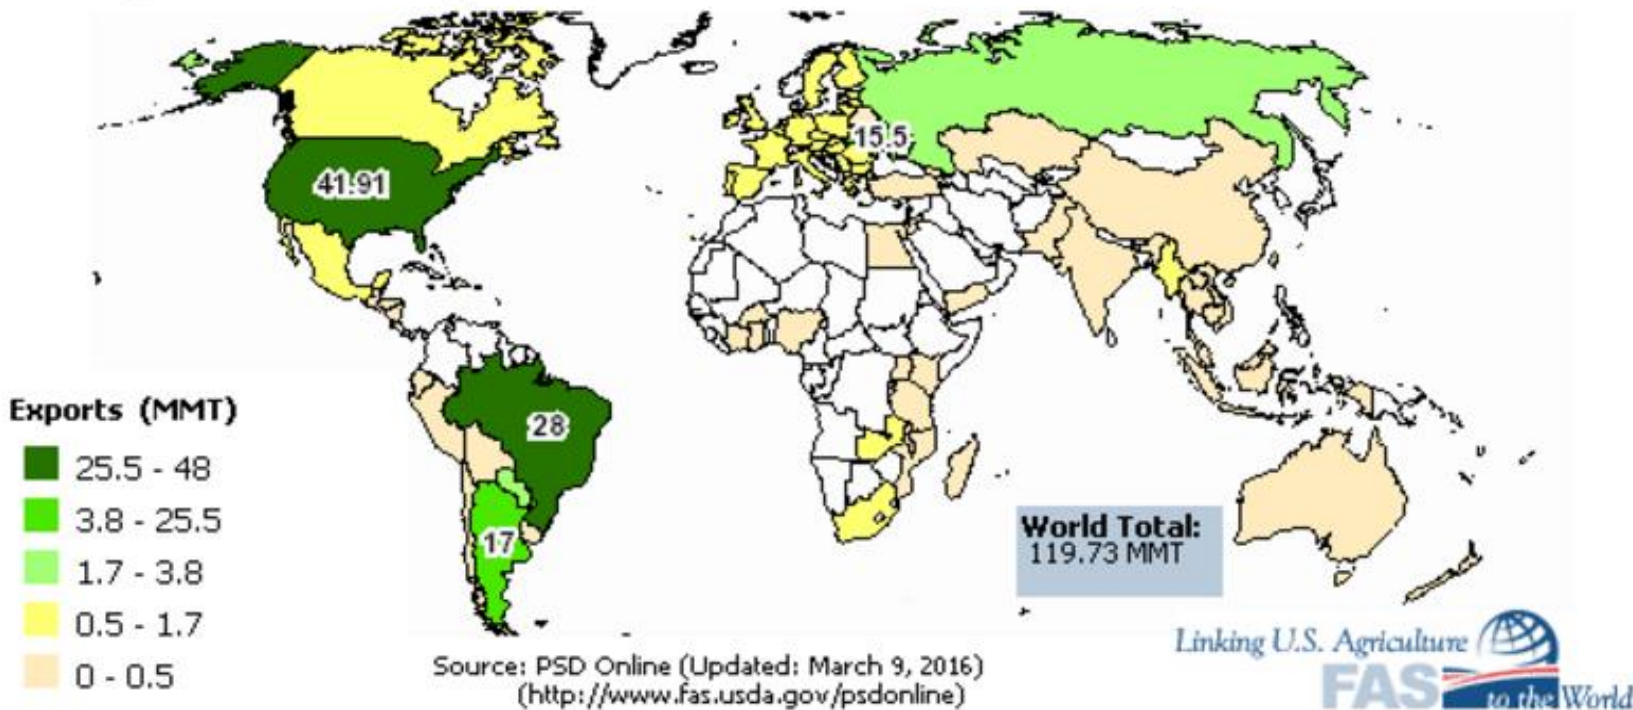 41.91
15.5
28
17
Exports (MMT)
25.5 - 48
3.8 - 25.5
1.7 - 3.8
0.5 - 1.7
0 - 0.5
World Total:
119.73 MMT
Source: PSD Online (Updated: March 9, 2016)
(http://www.fas.usda.gov/psdonline)
Linking U.S. Agriculture
FAS
to the World